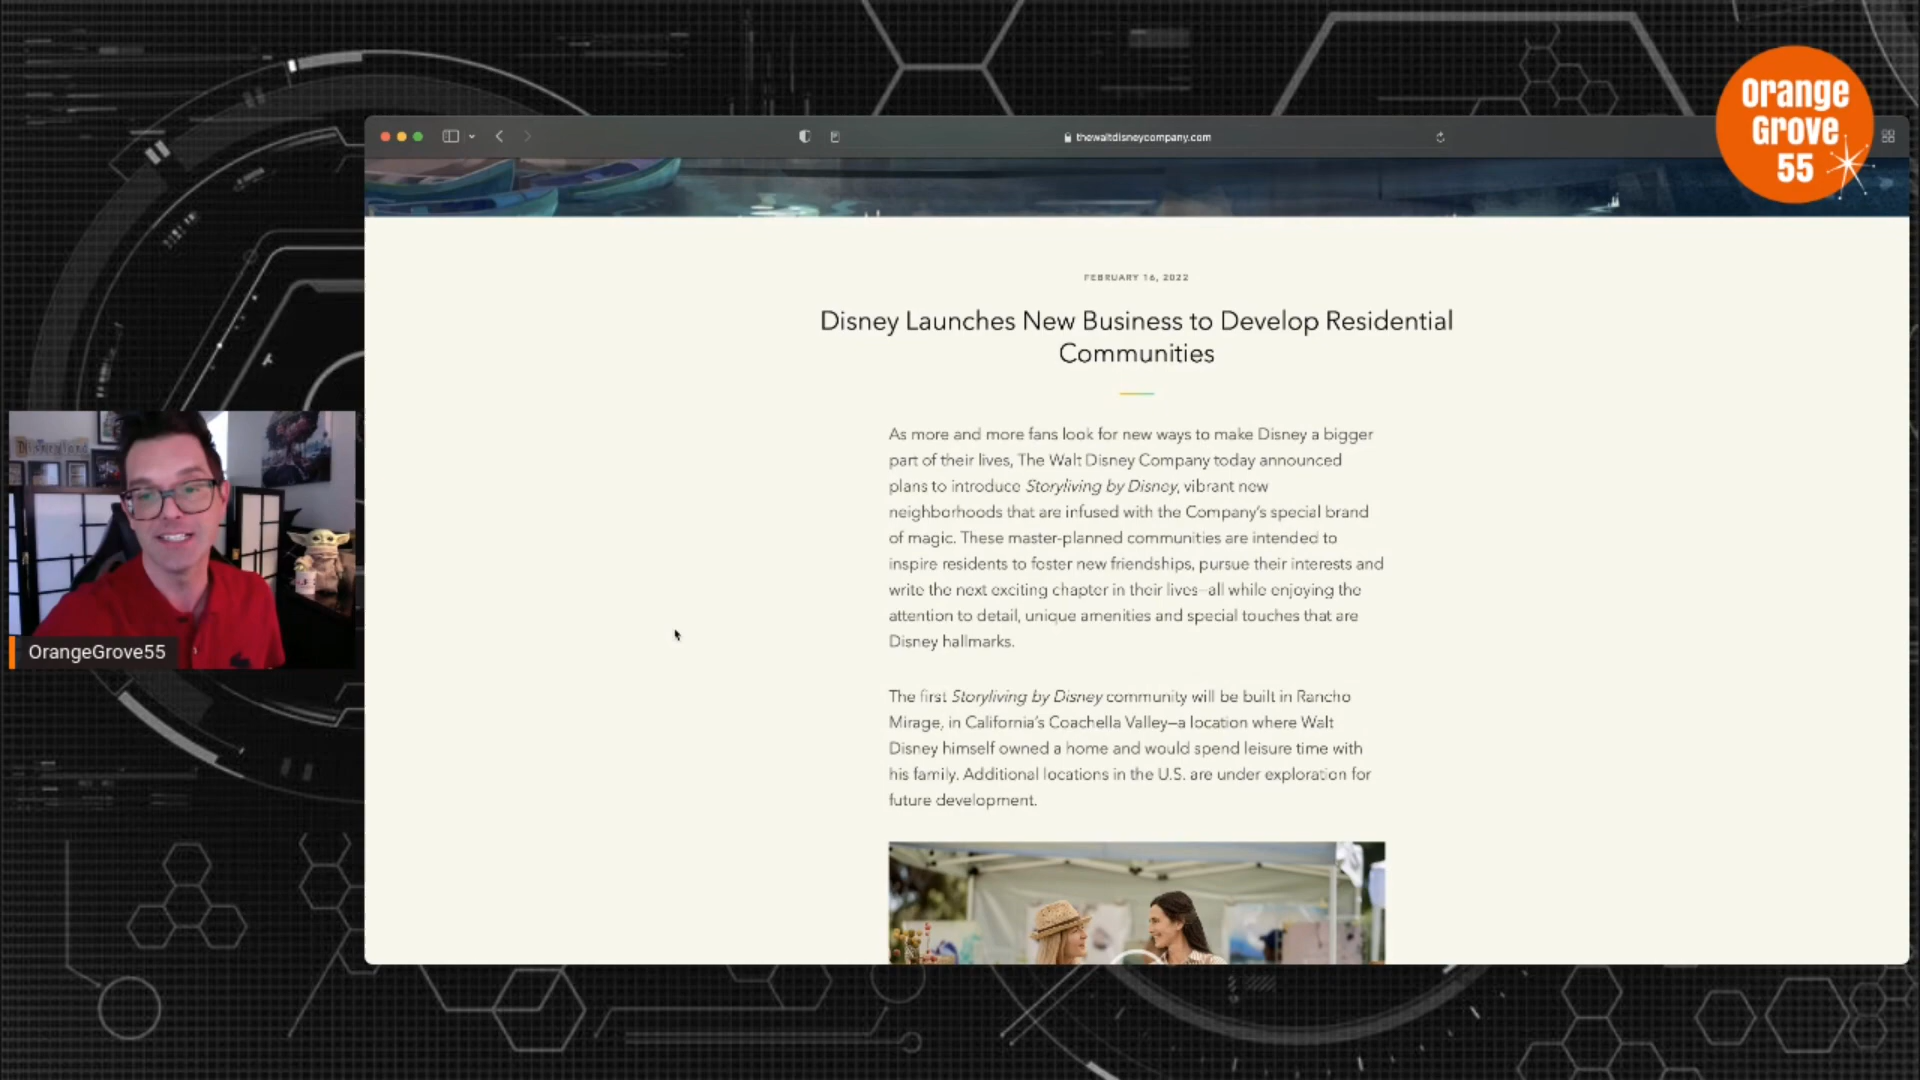 Orange
Grove
55
thewaltdisneycompany.com
FEBRUARY 16, 2022
Disney Launches New Business to Develop Residential
Communities
As more and more fans look for new ways to make Disney a bigger
part of their lives, The Walt Disney Company today announced
plans to introduce Storyliving by Disney, vibrant new
neighborhoods that are infused with the Company's special brand
of magic. These master-planned communities are intended to
inspire residents to foster new friendships, pursue their interests and
write the next exciting chapter in their lives—all while enjoying the
attention to detail, unique amenities and special touches that are
Disney hallmarks.
The first Storyliving by Disney community will be built in Rancho
Mirage, in California's Coachella Valley—a location where Walt
Disney himself owned a home and would spend leisure time with
his family. Additional locations in the U.S. are under exploration for
future development.
Disneyland
OrangeGrove55